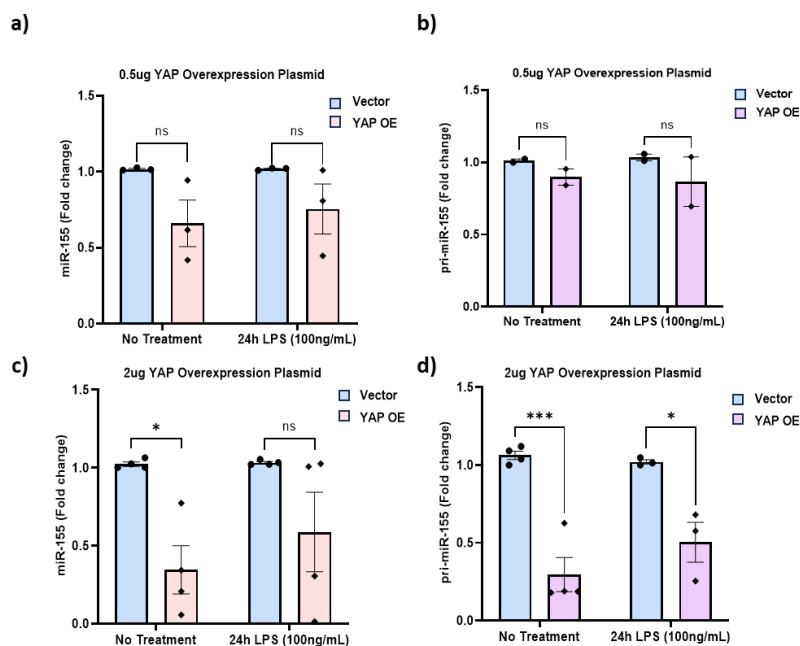 a)
0.5ug YAP Overexpression Plasmid
miR-155 (Fold change)
1.5
1.0
0.5
0.0
ns
ns
Vector
YAP OE
No Treatment
24h LPS (100ng/mL)
b)
0.5ug YAP Overexpression Plasmid
pri-miR-155 (Fold change)
1.5
1.0
0.5
0.0
ns
ns
Vector
YAP OE
No Treatment
24h LPS (100ng/mL)
c)
2ug YAP Overexpression Plasmid
miR-155 (Fold change)
1.5
1.0
0.5
0.0
*
ns
Vector
YAP OE
No Treatment
24h LPS (100ng/mL)
d)
2ug YAP Overexpression Plasmid
pri-miR-155 (Fold change)
1.5
1.0
0.5
0.0
***
*
Vector
YAP OE
No Treatment
24h LPS (100ng/mL)